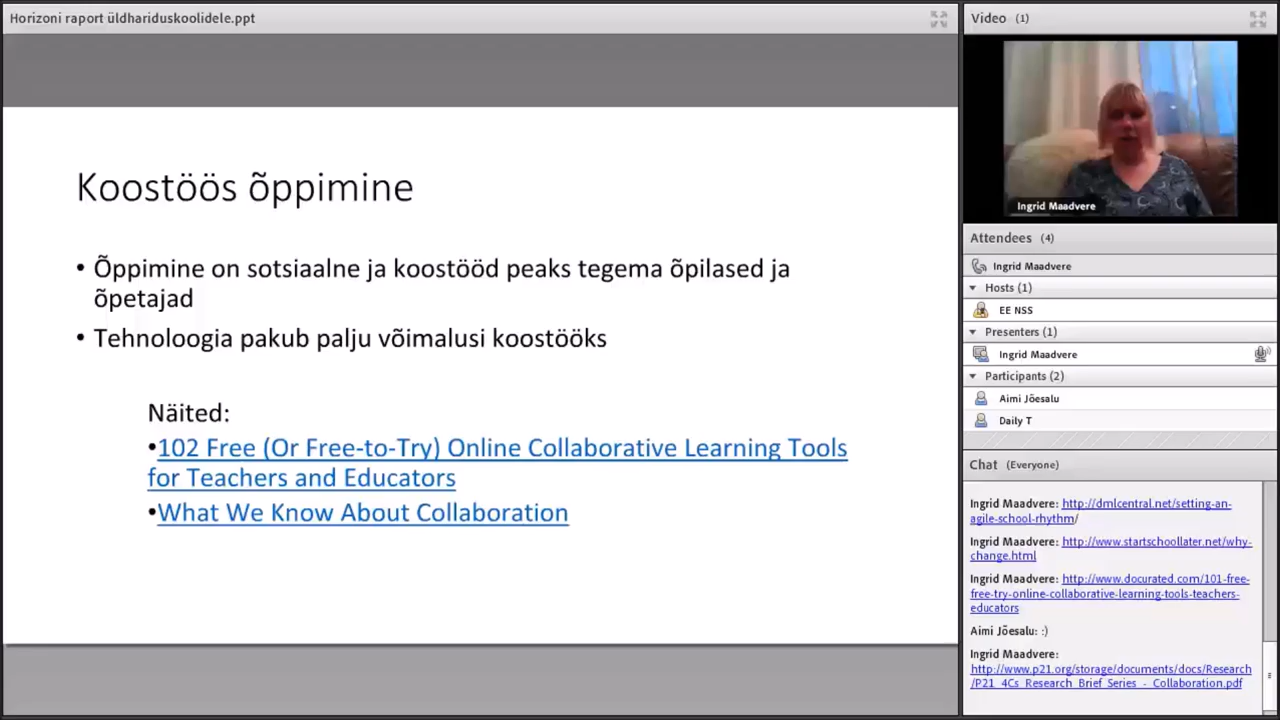 Horizoni raport üldhariduskoolidele.ppt
Koostöös õppimine
• Õppimine on sotsiaalne ja koostööd peaks tegema õpilased ja
õpetajad
• Tehnoloogia pakub palju võimalusi koostööks
Näited:
•102 Free (Or Free-to-Try) Online Collaborative Learning Tools
for Teachers and Educators
•What We Know About Collaboration
Video (1)
Ingrid Maadvere
Attendees (4)
Ingrid Maadvere
Hosts (1)
EE NSS
Presenters (1)
Ingrid Maadvere
Participants (2)
Aimi Jõesalu
Daily T
Chat (Everyone)
Ingrid Maadvere: http://dmlcentral.net/setting-an-
agile-school-rhythm/
Ingrid Maadvere: http://www.startschoollater.net/why-
change.html
Ingrid Maadvere: http://www.docurated.com/101-free-
free-try-online-collaborative-learning-tools-teachers-
educators
Aimi Jõesalu: :)
Ingrid Maadvere:
http://www.p21.org/storage/documents/docs/Research
/P21_4Cs_Research_Brief_Series_-_Collaboration.pdf